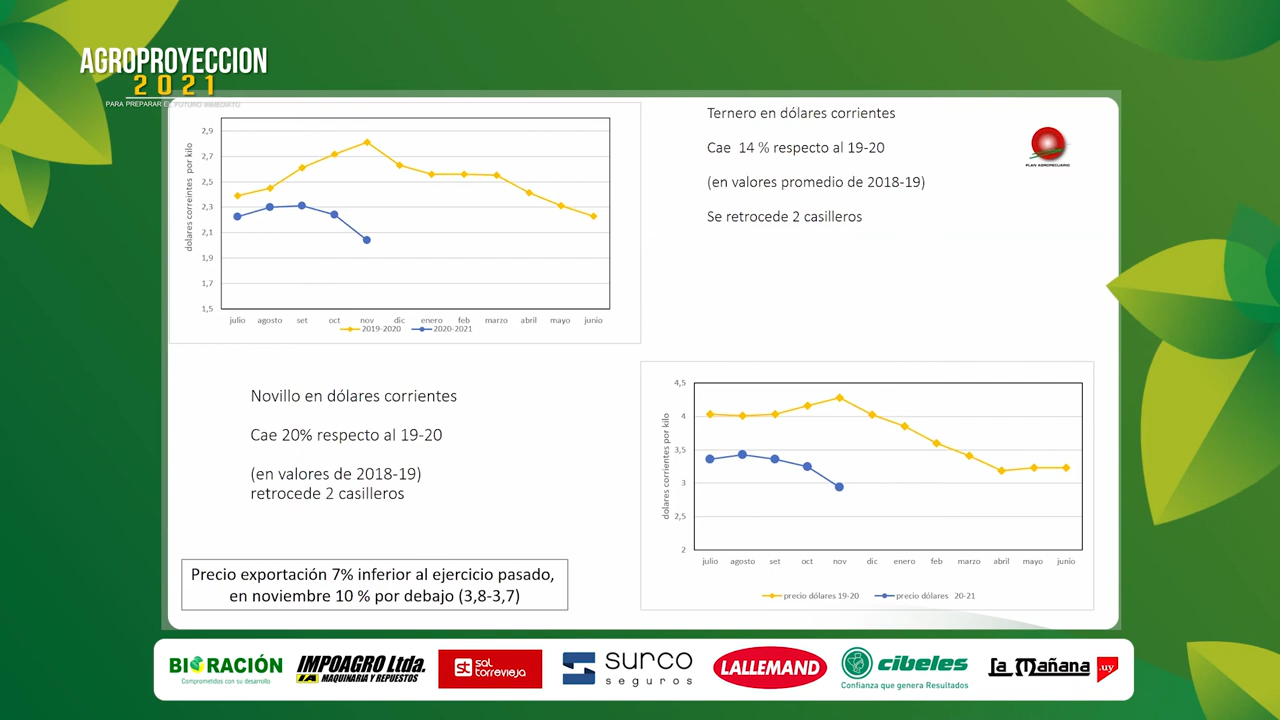 AGROPROYECCION
2021
PARA PREPARAR EL FUTURO INMEDIATO
dolares correintes por kilo
2,9
2,7
2,5
2,3
2,1
1,9
1,7
1,5
julio agosto set oct nov dic enero feb marzo abril mayo junio
2019-2020 2020-2021
Ternero en dólares corrientes
Cae 14 % respecto al 19-20
(en valores promedio de 2018-19)
Se retrocede 2 casilleros
PLAN AGROPECUARIO
Novillo en dólares corrientes
Cae 20% respecto al 19-20
(en valores de 2018-19)
retrocede 2 casilleros
Precio exportación 7% inferior al ejercicio pasado,
en noviembre 10 % por debajo (3,8-3,7)
dolares corrientes por kilo
4,5
4
3,5
3
2,5
2
julio agosto set oct nov dic enero feb marzo abril mayo junio
precio dólares 19-20 precio dólares 20-21
BIORACIÓN
Comprometidos con su desarrollo
IMPOAGRO Ltda.
IA MAQUINARIA Y REPUESTOS
st sal torrevieja
surco
seguros
LALLEMAND
cibeles
Confianza que genera Resultados
la Mañana .uy